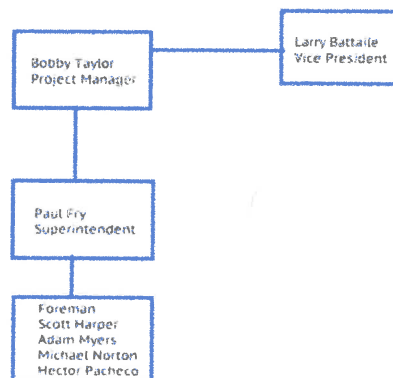 Larry Battaile
Vice President
Bobby Taylor
Project Manager
Paul Fry
Superintendent
Foreman
Scott Harper
Adam Myers
Michael Norton
Hector Pacheco